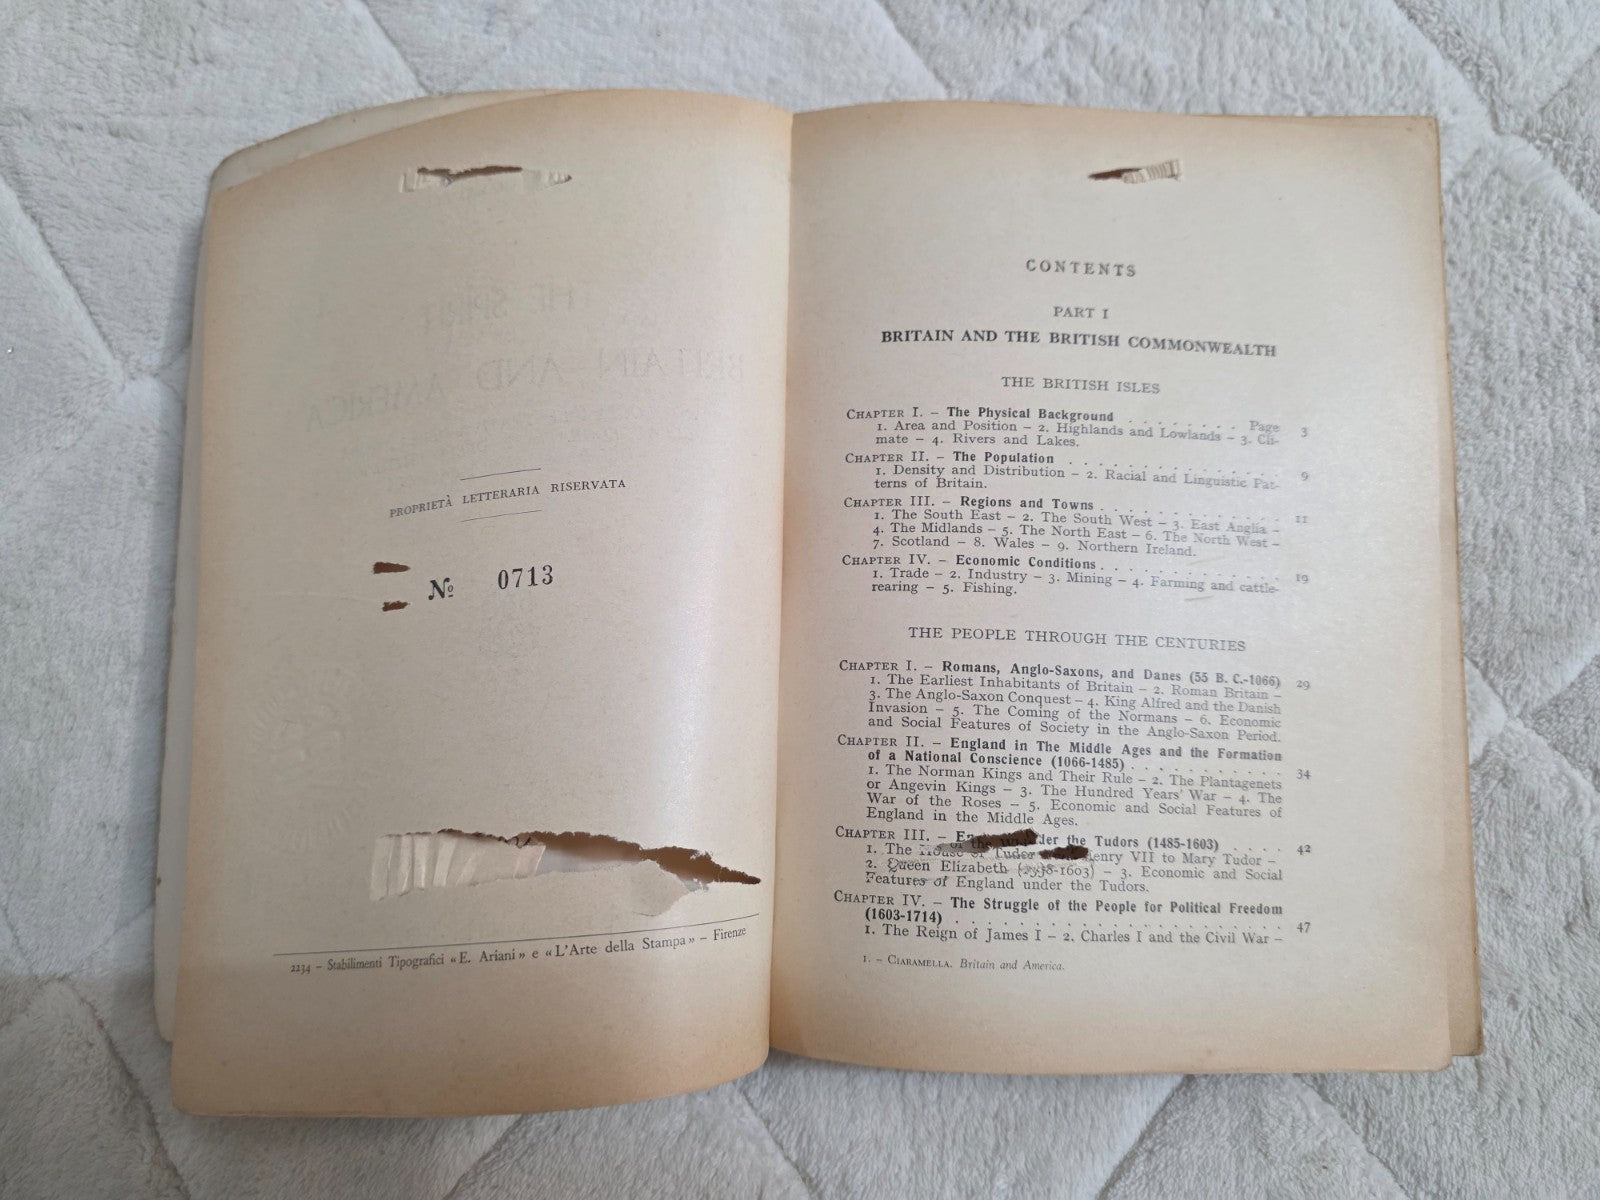 PROPRIETÀ LETTERARIA RISERVATA
№ 0713
2234 – Stabilimenti Tipografici «E. Ariani» e «L'Arte della Stampa» – Firenze
CONTENTS
PART I
BRITAIN AND THE BRITISH COMMONWEALTH
THE BRITISH ISLES
CHAPTER I. – The Physical Background . . . . . . . . Page 3
1. Area and Position – 2. Highlands and Lowlands – 3. Cli-
mate – 4. Rivers and Lakes.
CHAPTER II. – The Population . . . . . . . . . . . . . . 9
1. Density and Distribution – 2. Racial and Linguistic Pat-
terns of Britain.
CHAPTER III. – Regions and Towns . . . . . . . . . . . . 11
1. The South East – 2. The South West – 3. East Anglia –
4. The Midlands – 5. The North East – 6. The North West –
7. Scotland – 8. Wales – 9. Northern Ireland.
CHAPTER IV. – Economic Conditions . . . . . . . . . . . . 19
1. Trade – 2. Industry – 3. Mining – 4. Farming and cattle-
rearing – 5. Fishing.
THE PEOPLE THROUGH THE CENTURIES
CHAPTER I. – Romans, Anglo-Saxons, and Danes (55 B. C.-1066) 29
1. The Earliest Inhabitants of Britain – 2. Roman Britain –
3. The Anglo-Saxon Conquest – 4. King Alfred and the Danish
Invasion – 5. The Coming of the Normans – 6. Economic
and Social Features of Society in the Anglo-Saxon Period.
CHAPTER II. – England in The Middle Ages and the Formation
of a National Conscience (1066-1485) . . . . . . . . . . . 34
1. The Norman Kings and Their Rule – 2. The Plantagenets
or Angevin Kings – 3. The Hundred Years' War – 4. The
War of the Roses – 5. Economic and Social Features of
England in the Middle Ages.
CHAPTER III. – the Tudors (1485-1603) . . . . 42
1. The House of Tudor Henry VII to Mary Tudor –
2. Queen Elizabeth (1558-1603) – 3. Economic and Social
Features of England under the Tudors.
CHAPTER IV. – The Struggle of the People for Political Freedom
(1603-1714) . . . . . . . . . . . . . . . . . . . . 47
1. The Reign of James I – 2. Charles I and the Civil War –
1. – CIARAMELLA. Britain and America.